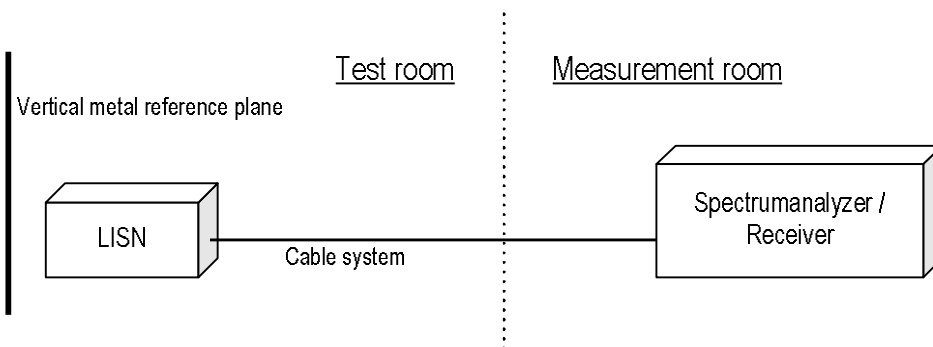 Test room
Measurement room
Vertical metal reference plane
LISN
Cable system
Spectrumanalyzer /
Receiver